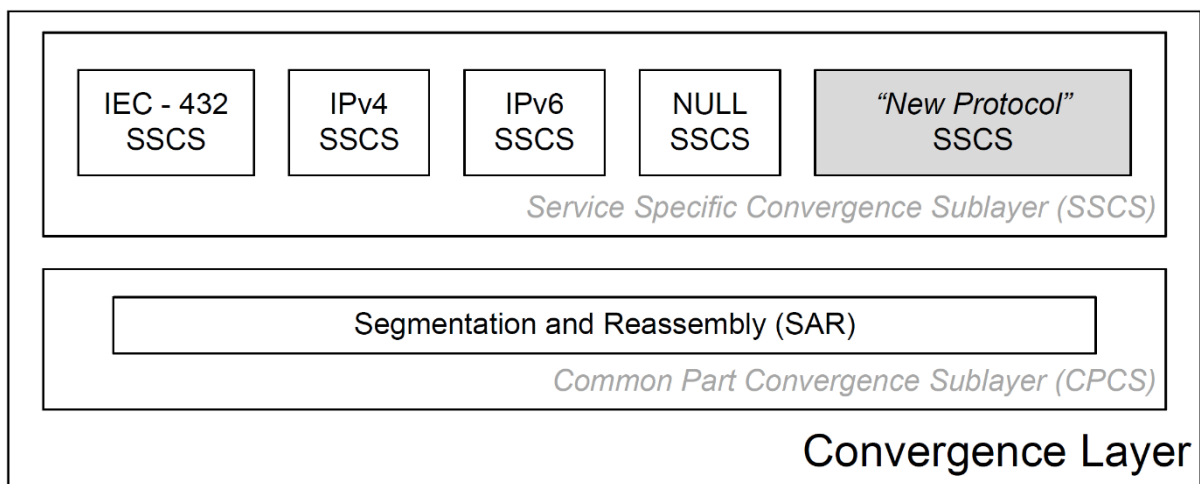 IEC - 432
SSCS
IPv4
SSCS
IPv6
SSCS
NULL
SSCS
“New Protocol”
SSCS
Service Specific Convergence Sublayer (SSCS)
Segmentation and Reassembly (SAR)
Common Part Convergence Sublayer (CPCS)
Convergence Layer